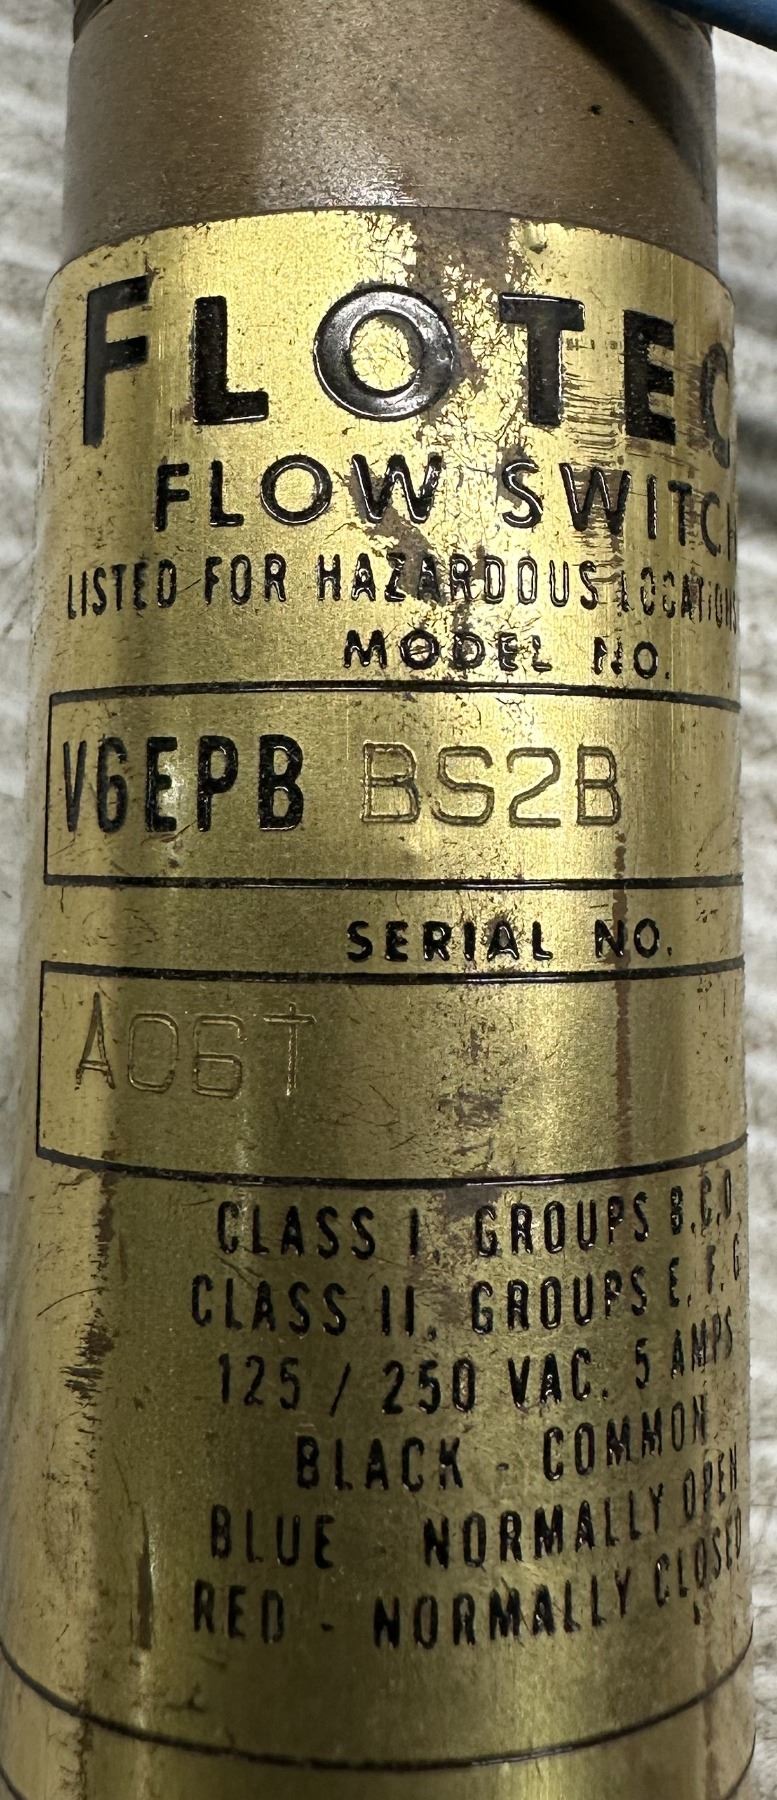 FLOTEC
FLOW SWITCH
LISTED FOR HAZARDOUS LOCATIONS
MODEL NO.
V6EPB BS2B
SERIAL NO.
A06T
CLASS I, GROUPS B,C,D,
CLASS II, GROUPS E, F, G
125 / 250 VAC. 5 AMPS
BLACK - COMMON
BLUE - NORMALLY OPEN
RED - NORMALLY CLOSED